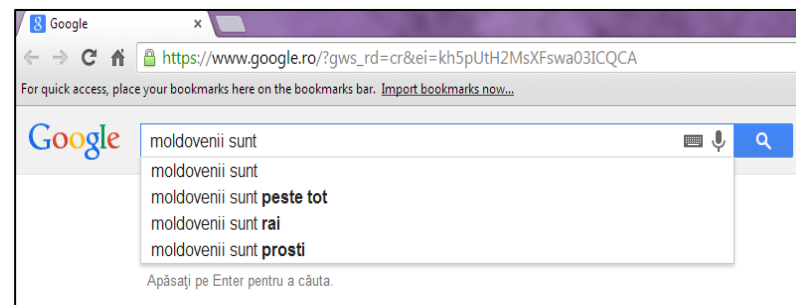 Google
https://www.google.ro/?gws_rd=cr&ei=kh5pUtH2MsXFswa03ICQCA
For quick access, place your bookmarks here on the bookmarks bar. Import bookmarks now...
Google moldovenii sunt
moldovenii sunt
moldovenii sunt peste tot
moldovenii sunt rai
moldovenii sunt prosti
Apăsaţi pe Enter pentru a căuta.